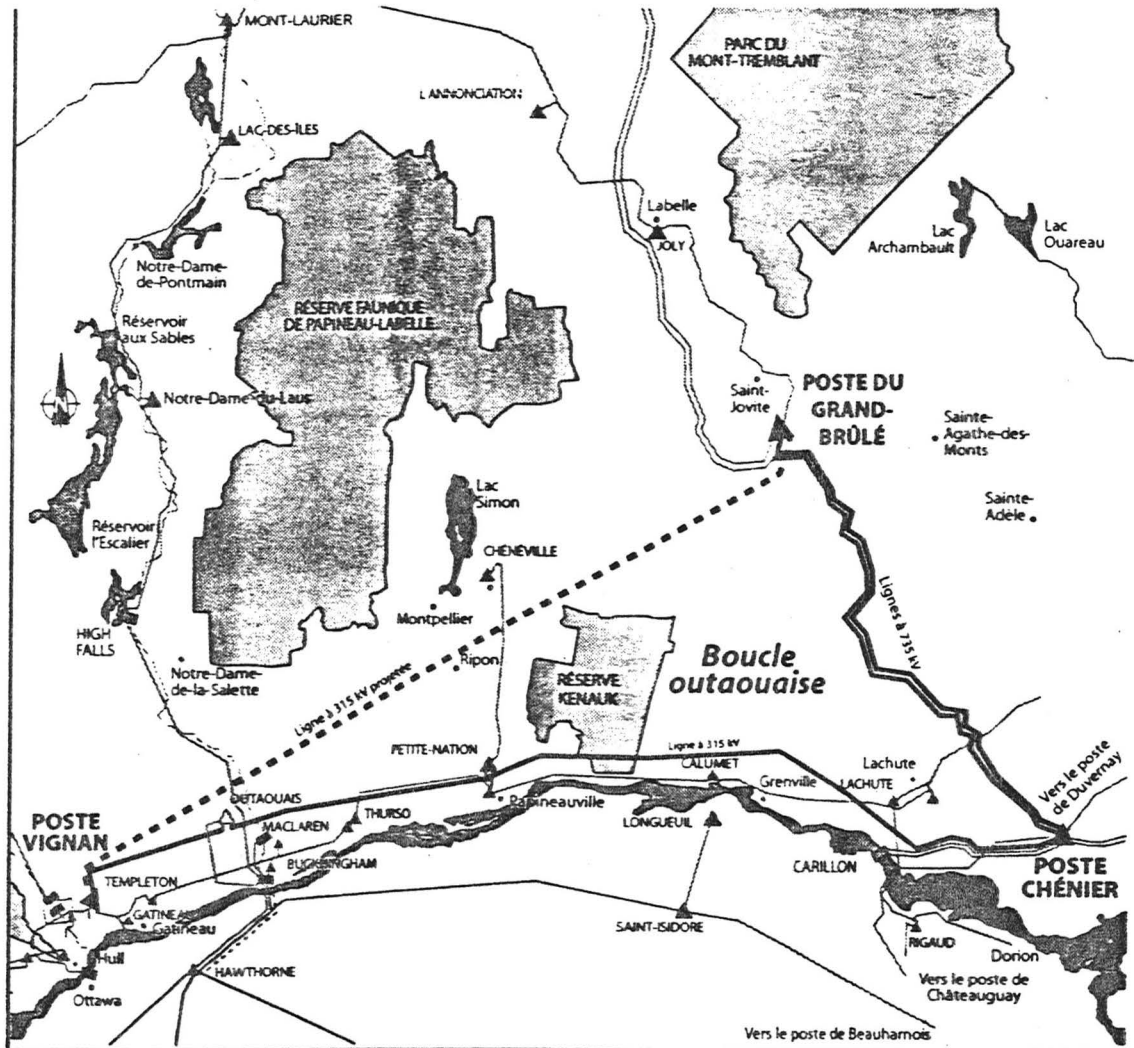 MONT-LAURIER
PARC DU
MONT-TREMBLANT
L'ANNONCIATION
LAC-DES-ÎLES
Labelle
JOLY
Lac
Archambault
Lac
Ouareau
Notre-Dame-
de-Pontmain
RÉSERVE FAUNIQUE
DE PAPINEAU-LABELLE
Réservoir
aux Sables
N
Notre-Dame-du-Laus
Saint-
Jovite
POSTE DU
GRAND-
BRÛLÉ
Sainte-
Agathe-des-
Monts
Lac
Simon
Sainte-
Adèle
Réservoir
l'Escalier
CHÉNÉVILLE
Montpellier
HIGH
FALLS
Lignes à 735 kV
Notre-Dame-
de-la-Salette
Ripon
RÉSERVE
KENAUK
Boucle
outaouaise
Ligne à 315 kV projetée
PETITE-NATION
Ligne à 315 kV
CALUMET
Lachute
LACHUTE
Grenville
Vers le poste
de Duvernay
OUTAOUAIS
THURSO
Papineauville
LONGUEUIL
POSTE
VIGNAN
MACLAREN
BUCKINGHAM
CARILLON
POSTE
CHÉNIER
TEMPLETON
GATINEAU
Gatineau
SAINT-ISIDORE
RIGAUD
Dorion
Hull
HAWTHORNE
Ottawa
Vers le poste de
Châteauguay
Vers le poste de Beauharnois